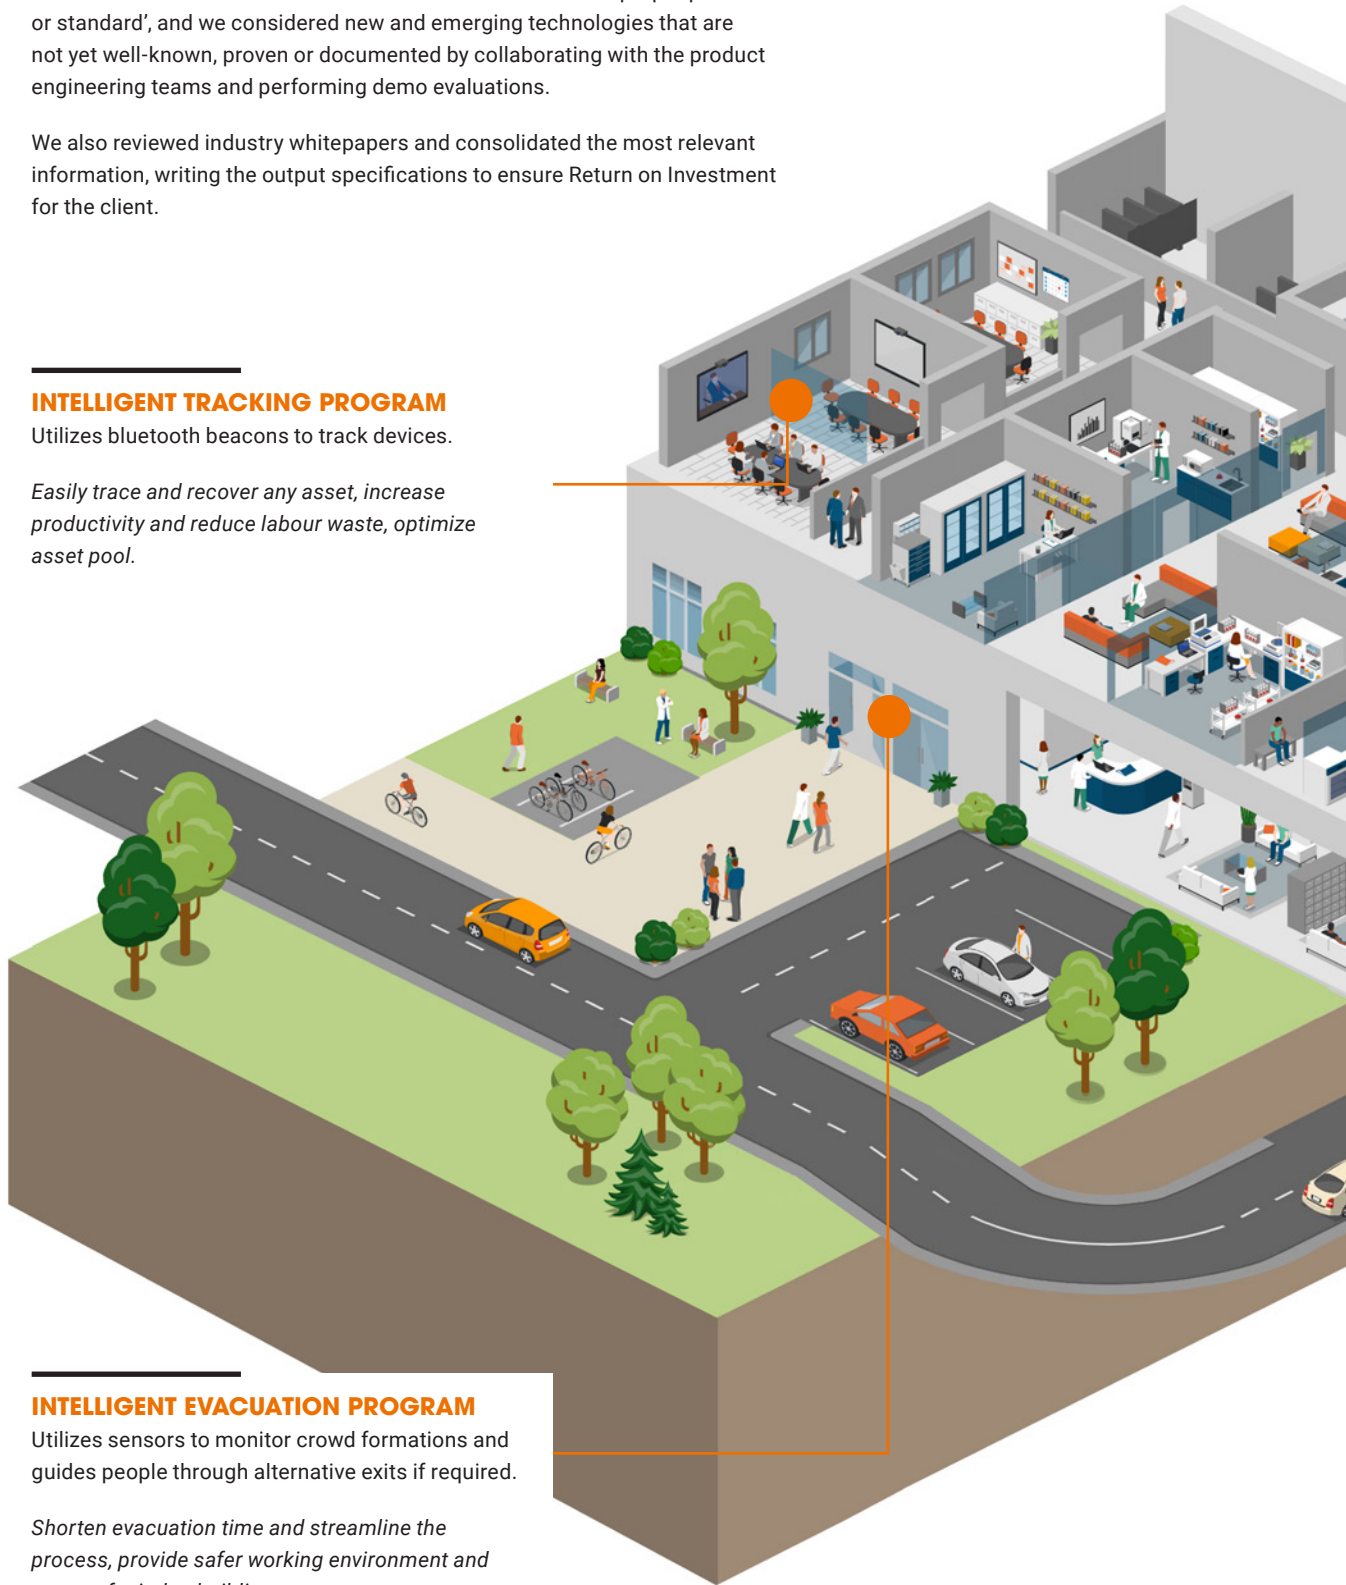 or standard’, and we considered new and emerging technologies that are
not yet well-known, proven or documented by collaborating with the product
engineering teams and performing demo evaluations.
We also reviewed industry whitepapers and consolidated the most relevant
information, writing the output specifications to ensure Return on Investment
for the client.
INTELLIGENT TRACKING PROGRAM
Utilizes bluetooth beacons to track devices.
Easily trace and recover any asset, increase
productivity and reduce labour waste, optimize
asset pool.
INTELLIGENT EVACUATION PROGRAM
Utilizes sensors to monitor crowd formations and
guides people through alternative exits if required.
Shorten evacuation time and streamline the
process, provide safer working environment and